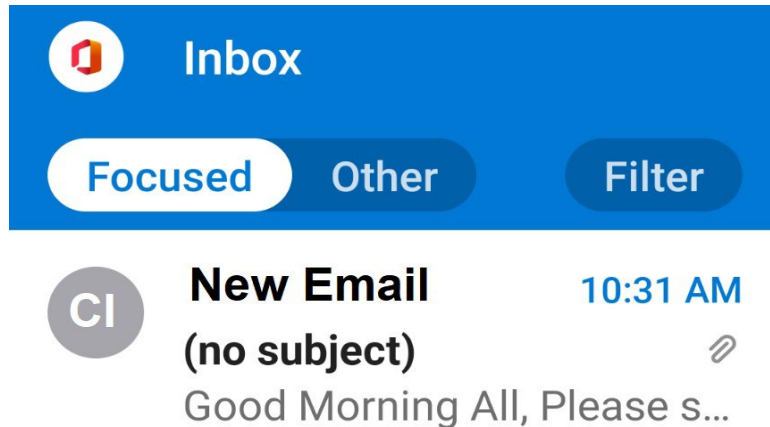 Inbox
Focused Other Filter
CI New Email 10:31 AM
(no subject)
Good Morning All, Please s...